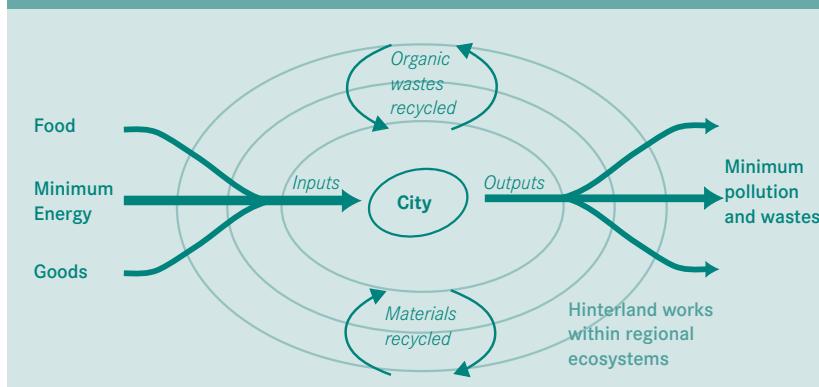 Organic
wastes
recycled
Food
Inputs
Outputs
Minimum
Energy
City
Minimum
pollution
and wastes
Goods
Materials
recycled
Hinterland works
within regional
ecosystems